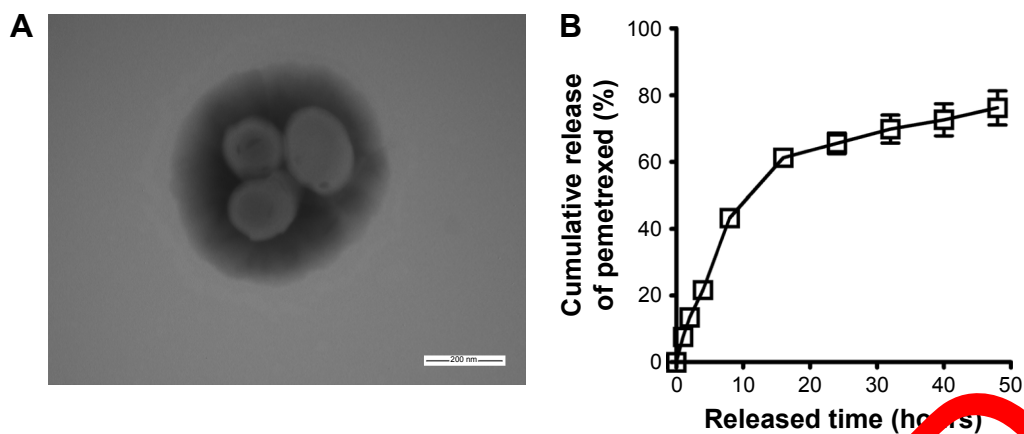 A
200 nm
B
100
80
60
40
20
0
Cumulative release
of pemetrexed (%)
0 10 20 30 40 50
Released time (hours)